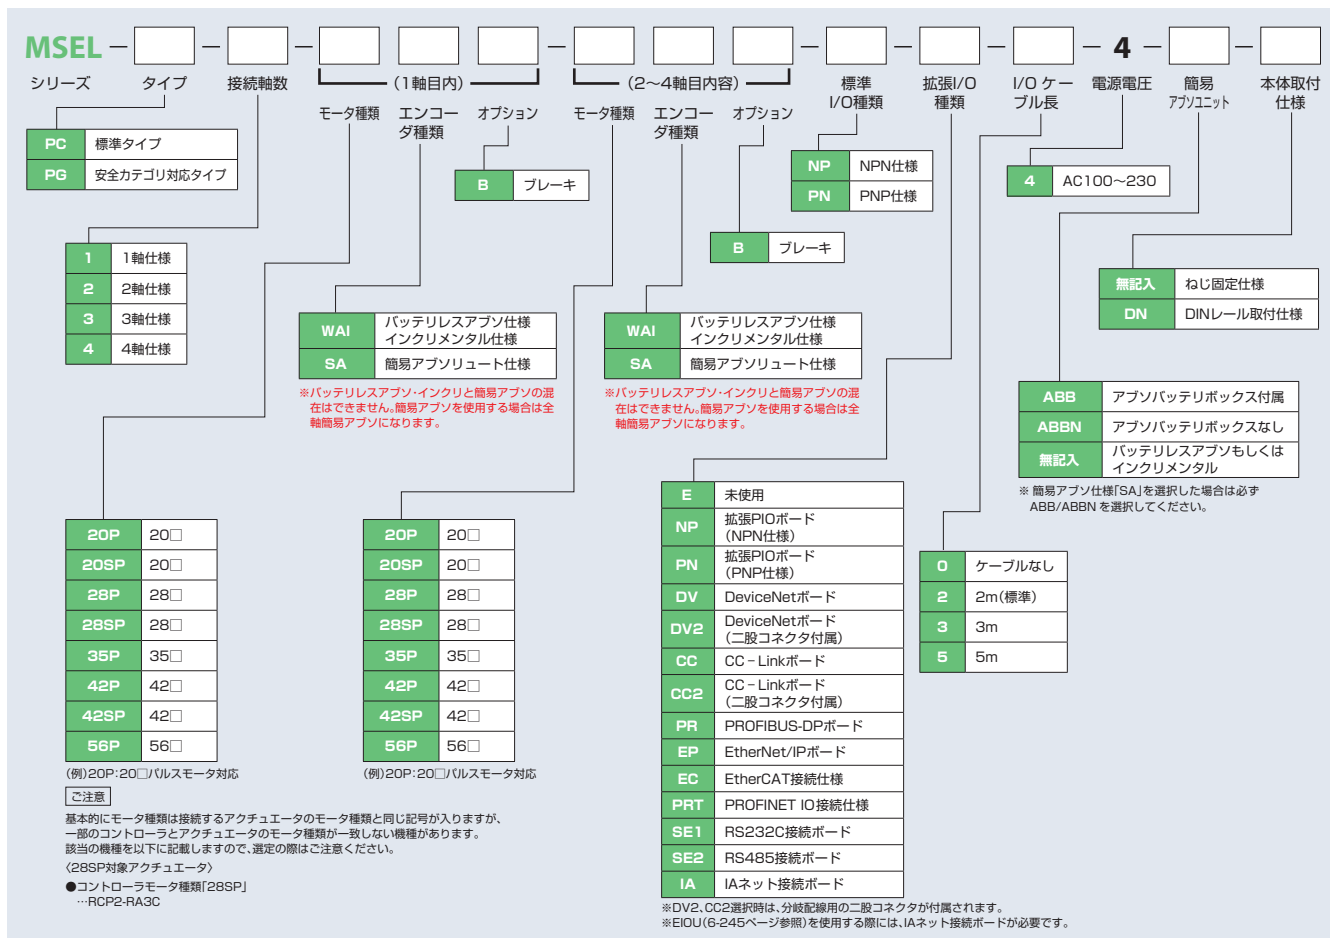 MSEL – – – – – – – 4 – –
シリーズ
タイプ
接続軸数
(1軸目内)
(2〜4軸目内容)
標準
I/O種類
拡張I/O
種類
I/O ケー
ブル長
電源電圧
簡易
アブソユニット
本体取付
仕様
モータ種類
エンコー
ダ種類
オプション
モータ種類
エンコー
ダ種類
オプション
PC 標準タイプ
PG 安全カテゴリ対応タイプ
B ブレーキ
NP NPN仕様
PN PNP仕様
4 AC100〜230
B ブレーキ
1 1軸仕様
2 2軸仕様
3 3軸仕様
4 4軸仕様
無記入 ねじ固定仕様
DN DINレール取付仕様
WAI バッテリレスアブソ仕様
インクリメンタル仕様
SA 簡易アブソリュート仕様
※バッテリレスアブソ・インクリと簡易アブソの混
在はできません。簡易アブソを使用する場合は全
軸簡易アブソになります。
WAI バッテリレスアブソ仕様
インクリメンタル仕様
SA 簡易アブソリュート仕様
※バッテリレスアブソ・インクリと簡易アブソの混
在はできません。簡易アブソを使用する場合は全
軸簡易アブソになります。
ABB アブソバッテリボックス付属
ABBN アブソバッテリボックスなし
無記入 バッテリレスアブソもしくは
インクリメンタル
※ 簡易アブソ仕様「SA」を選択した場合は必ず
ABB/ABBN を選択してください。
20P 20□
20SP 20□
28P 28□
28SP 28□
35P 35□
42P 42□
42SP 42□
56P 56□
(例)20P:20□パルスモータ対応
20P 20□
20SP 20□
28P 28□
28SP 28□
35P 35□
42P 42□
42SP 42□
56P 56□
(例)20P:20□パルスモータ対応
E 未使用
NP 拡張PIOボード
(NPN仕様)
PN 拡張PIOボード
(PNP仕様)
DV DeviceNetボード
DV2 DeviceNetボード
(二股コネクタ付属)
CC CC－Linkボード
CC2 CC－Linkボード
(二股コネクタ付属)
PR PROFIBUS-DPボード
EP EtherNet/IPボード
EC EtherCAT接続仕様
PRT PROFINET IO接続仕様
SE1 RS232C接続ボード
SE2 RS485接続ボード
IA IAネット接続ボード
※DV2、CC2選択時は、分岐配線用の二股コネクタが付属されます。
※EIOU(6-245ページ参照)を使用する際には、IAネット接続ボードが必要です。
0 ケーブルなし
2 2m(標準)
3 3m
5 5m
ご注意
基本的にモータ種類は接続するアクチュエータのモータ種類と同じ記号が入りますが、
一部のコントローラとアクチュエータのモータ種類が一致しない機種があります。
該当の機種を以下に記載しますので、選定の際はご注意ください。
〈28SP対象アクチュエータ〉
●コントローラモータ種類「28SP」
…RCP2-RA3C